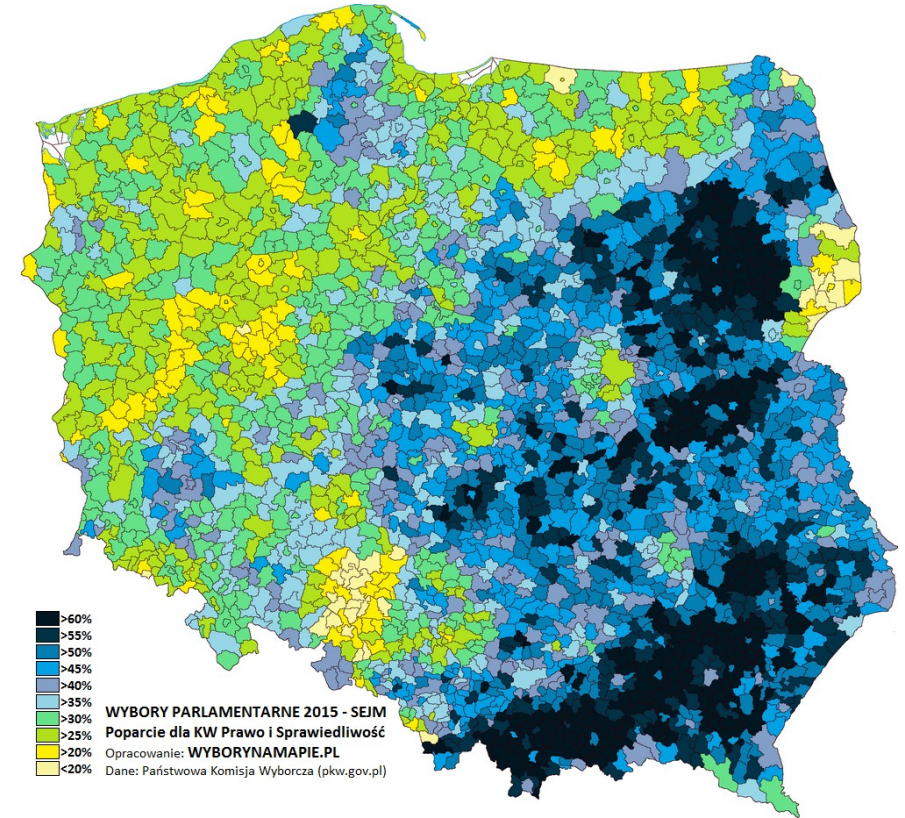 >60%
>55%
>50%
>45%
>40%
>35%
>30%
>25%
>20%
<20%
WYBORY PARLAMENTARNE 2015 - SEJM
Poparcie dla KW Prawo i Sprawiedliwość
Opracowanie: WYBORYNAMAPIE.PL
Dane: Państwowa Komisja Wyborcza (pkw.gov.pl)